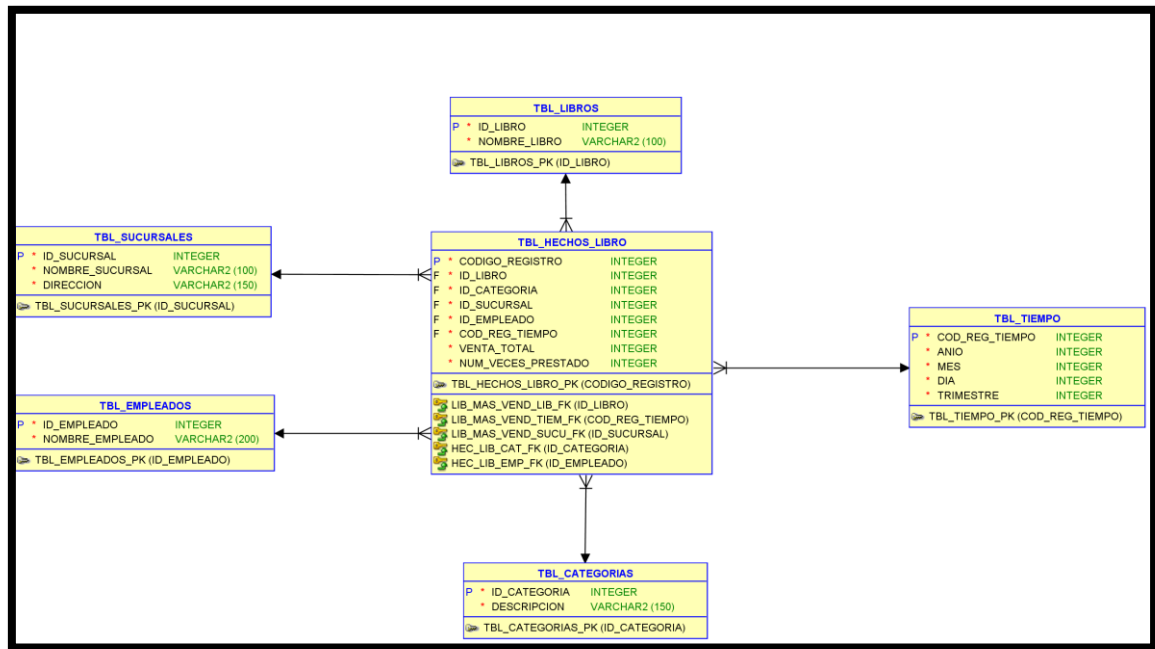 TBL_LIBROS
P * ID_LIBRO INTEGER
* NOMBRE_LIBRO VARCHAR2 (100)
TBL_LIBROS_PK (ID_LIBRO)
TBL_SUCURSALES
P * ID_SUCURSAL INTEGER
* NOMBRE_SUCURSAL VARCHAR2 (100)
* DIRECCION VARCHAR2 (150)
TBL_SUCURSALES_PK (ID_SUCURSAL)
TBL_HECHOS_LIBRO
P * CODIGO_REGISTRO INTEGER
F * ID_LIBRO INTEGER
F * ID_CATEGORIA INTEGER
F * ID_SUCURSAL INTEGER
F * ID_EMPLEADO INTEGER
F * COD_REG_TIEMPO INTEGER
* VENTA_TOTAL INTEGER
* NUM_VECES_PRESTADO INTEGER
TBL_HECHOS_LIBRO_PK (CODIGO_REGISTRO)
LIB_MAS_VEND_LIB_FK (ID_LIBRO)
LIB_MAS_VEND_TIEM_FK (COD_REG_TIEMPO)
LIB_MAS_VEND_SUCU_FK (ID_SUCURSAL)
HEC_LIB_CAT_FK (ID_CATEGORIA)
HEC_LIB_EMP_FK (ID_EMPLEADO)
TBL_TIEMPO
P * COD_REG_TIEMPO INTEGER
* ANIO INTEGER
* MES INTEGER
* DIA INTEGER
* TRIMESTRE INTEGER
TBL_TIEMPO_PK (COD_REG_TIEMPO)
TBL_EMPLEADOS
P * ID_EMPLEADO INTEGER
* NOMBRE_EMPLEADO VARCHAR2 (200)
TBL_EMPLEADOS_PK (ID_EMPLEADO)
TBL_CATEGORIAS
P * ID_CATEGORIA INTEGER
* DESCRIPCION VARCHAR2 (150)
TBL_CATEGORIAS_PK (ID_CATEGORIA)